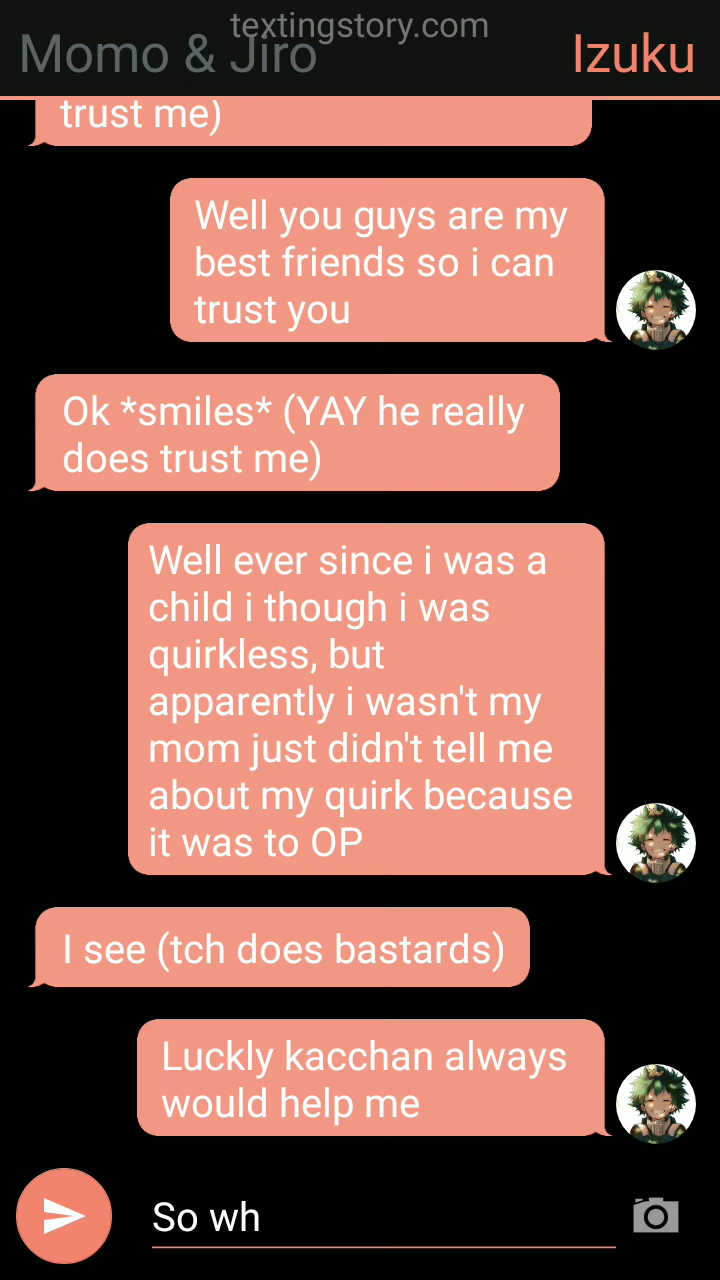 textingstory.com
Momo & Jiro
Izuku
trust me)
Well you guys are my
best friends so i can
trust you
Ok *smiles* (YAY he really
does trust me)
Well ever since i was a
child i though i was
quirkless, but
apparently i wasn't my
mom just didn't tell me
about my quirk because
it was to OP
I see (tch does bastards)
Luckly kacchan always
would help me
So wh